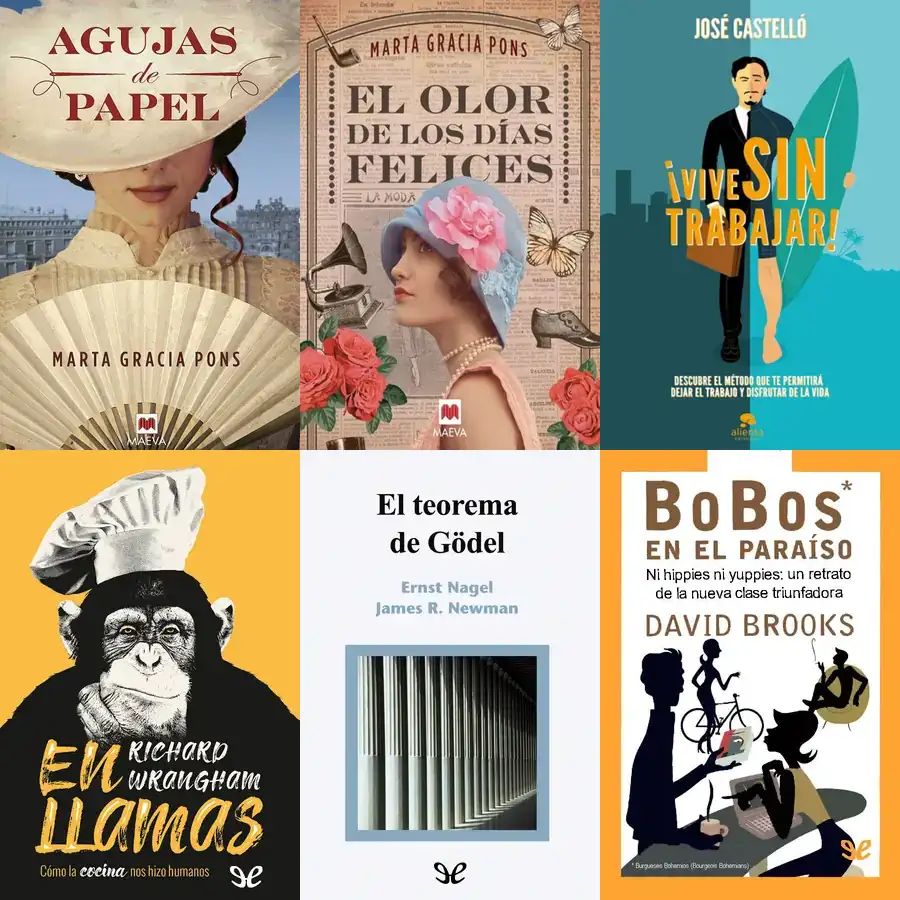 AGUJAS
de
PAPEL
MARTA GRACIA PONS
MAEVA
MARTA GRACIA PONS
EL OLOR
DE LOS DÍAS
FELICES
LA MODA
MAEVA
JOSÉ CASTELLÓ
¡VIVE SIN
TRABAJAR!
DESCUBRE EL MÉTODO QUE TE PERMITIRÁ
DEJAR EL TRABAJO Y DISFRUTAR DE LA VIDA
alienta
EN RICHARD
WRANGHAM
LLAMAS
Cómo la cocina nos hizo humanos
El teorema
de Gödel
Ernst Nagel
James R. Newman
BoBos*
EN EL PARAÍSO
Ni hippies ni yuppies: un retrato
de la nueva clase triunfadora
DAVID BROOKS
* Burgueses Bohemios (Bourgeois Bohemians)